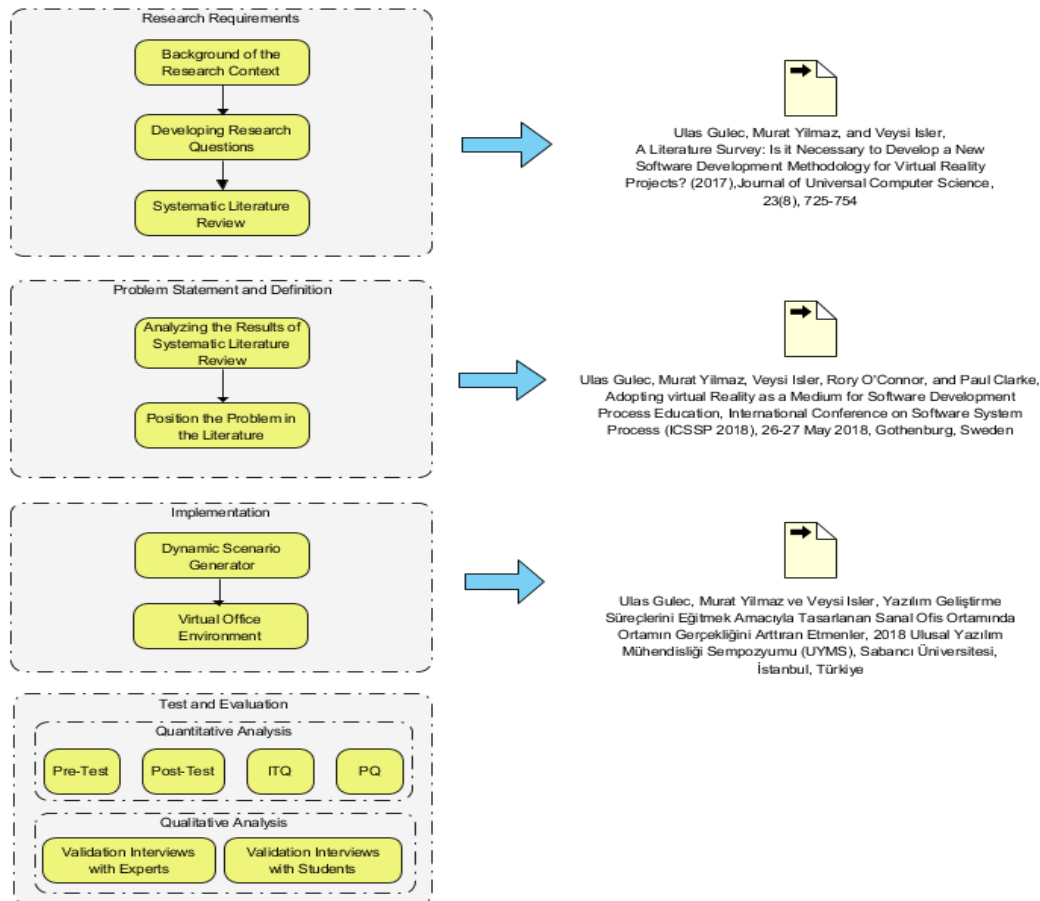 Research Requirements
Background of the
Research Context
Developing Research
Questions
Systematic Literature
Review
Ulas Gulec, Murat Yilmaz, and Veysi Isler,
A Literature Survey: Is it Necessary to Develop a New
Software Development Methodology for Virtual Reality
Projects? (2017),Journal of Universal Computer Science,
23(8), 725-754
Problem Statement and Definition
Analyzing the Results of
Systematic Literature
Review
Position the Problem in
the Literature
Ulas Gulec, Murat Yilmaz, Veysi Isler, Rory O'Connor, and Paul Clarke,
Adopting virtual Reality as a Medium for Software Development
Process Education, International Conference on Software System
Process (ICSSP 2018), 26-27 May 2018, Gothenburg, Sweden
Implementation
Dynamic Scenario
Generator
Virtual Office
Environment
Ulas Gulec, Murat Yilmaz ve Veysi Isler, Yazılım Geliştirme
Süreçlerini Eğitmek Amacıyla Tasarlanan Sanal Ofis Ortamında
Ortamın Gerçekliğini Arttıran Etmenler, 2018 Ulusal Yazılım
Mühendisliği Sempozyumu (UYMS), Sabancı Üniversitesi,
İstanbul, Türkiye
Test and Evaluation
Quantitative Analysis
Pre-Test
Post-Test
ITQ
PQ
Qualitative Analysis
Validation Interviews
with Experts
Validation Interviews
with Students